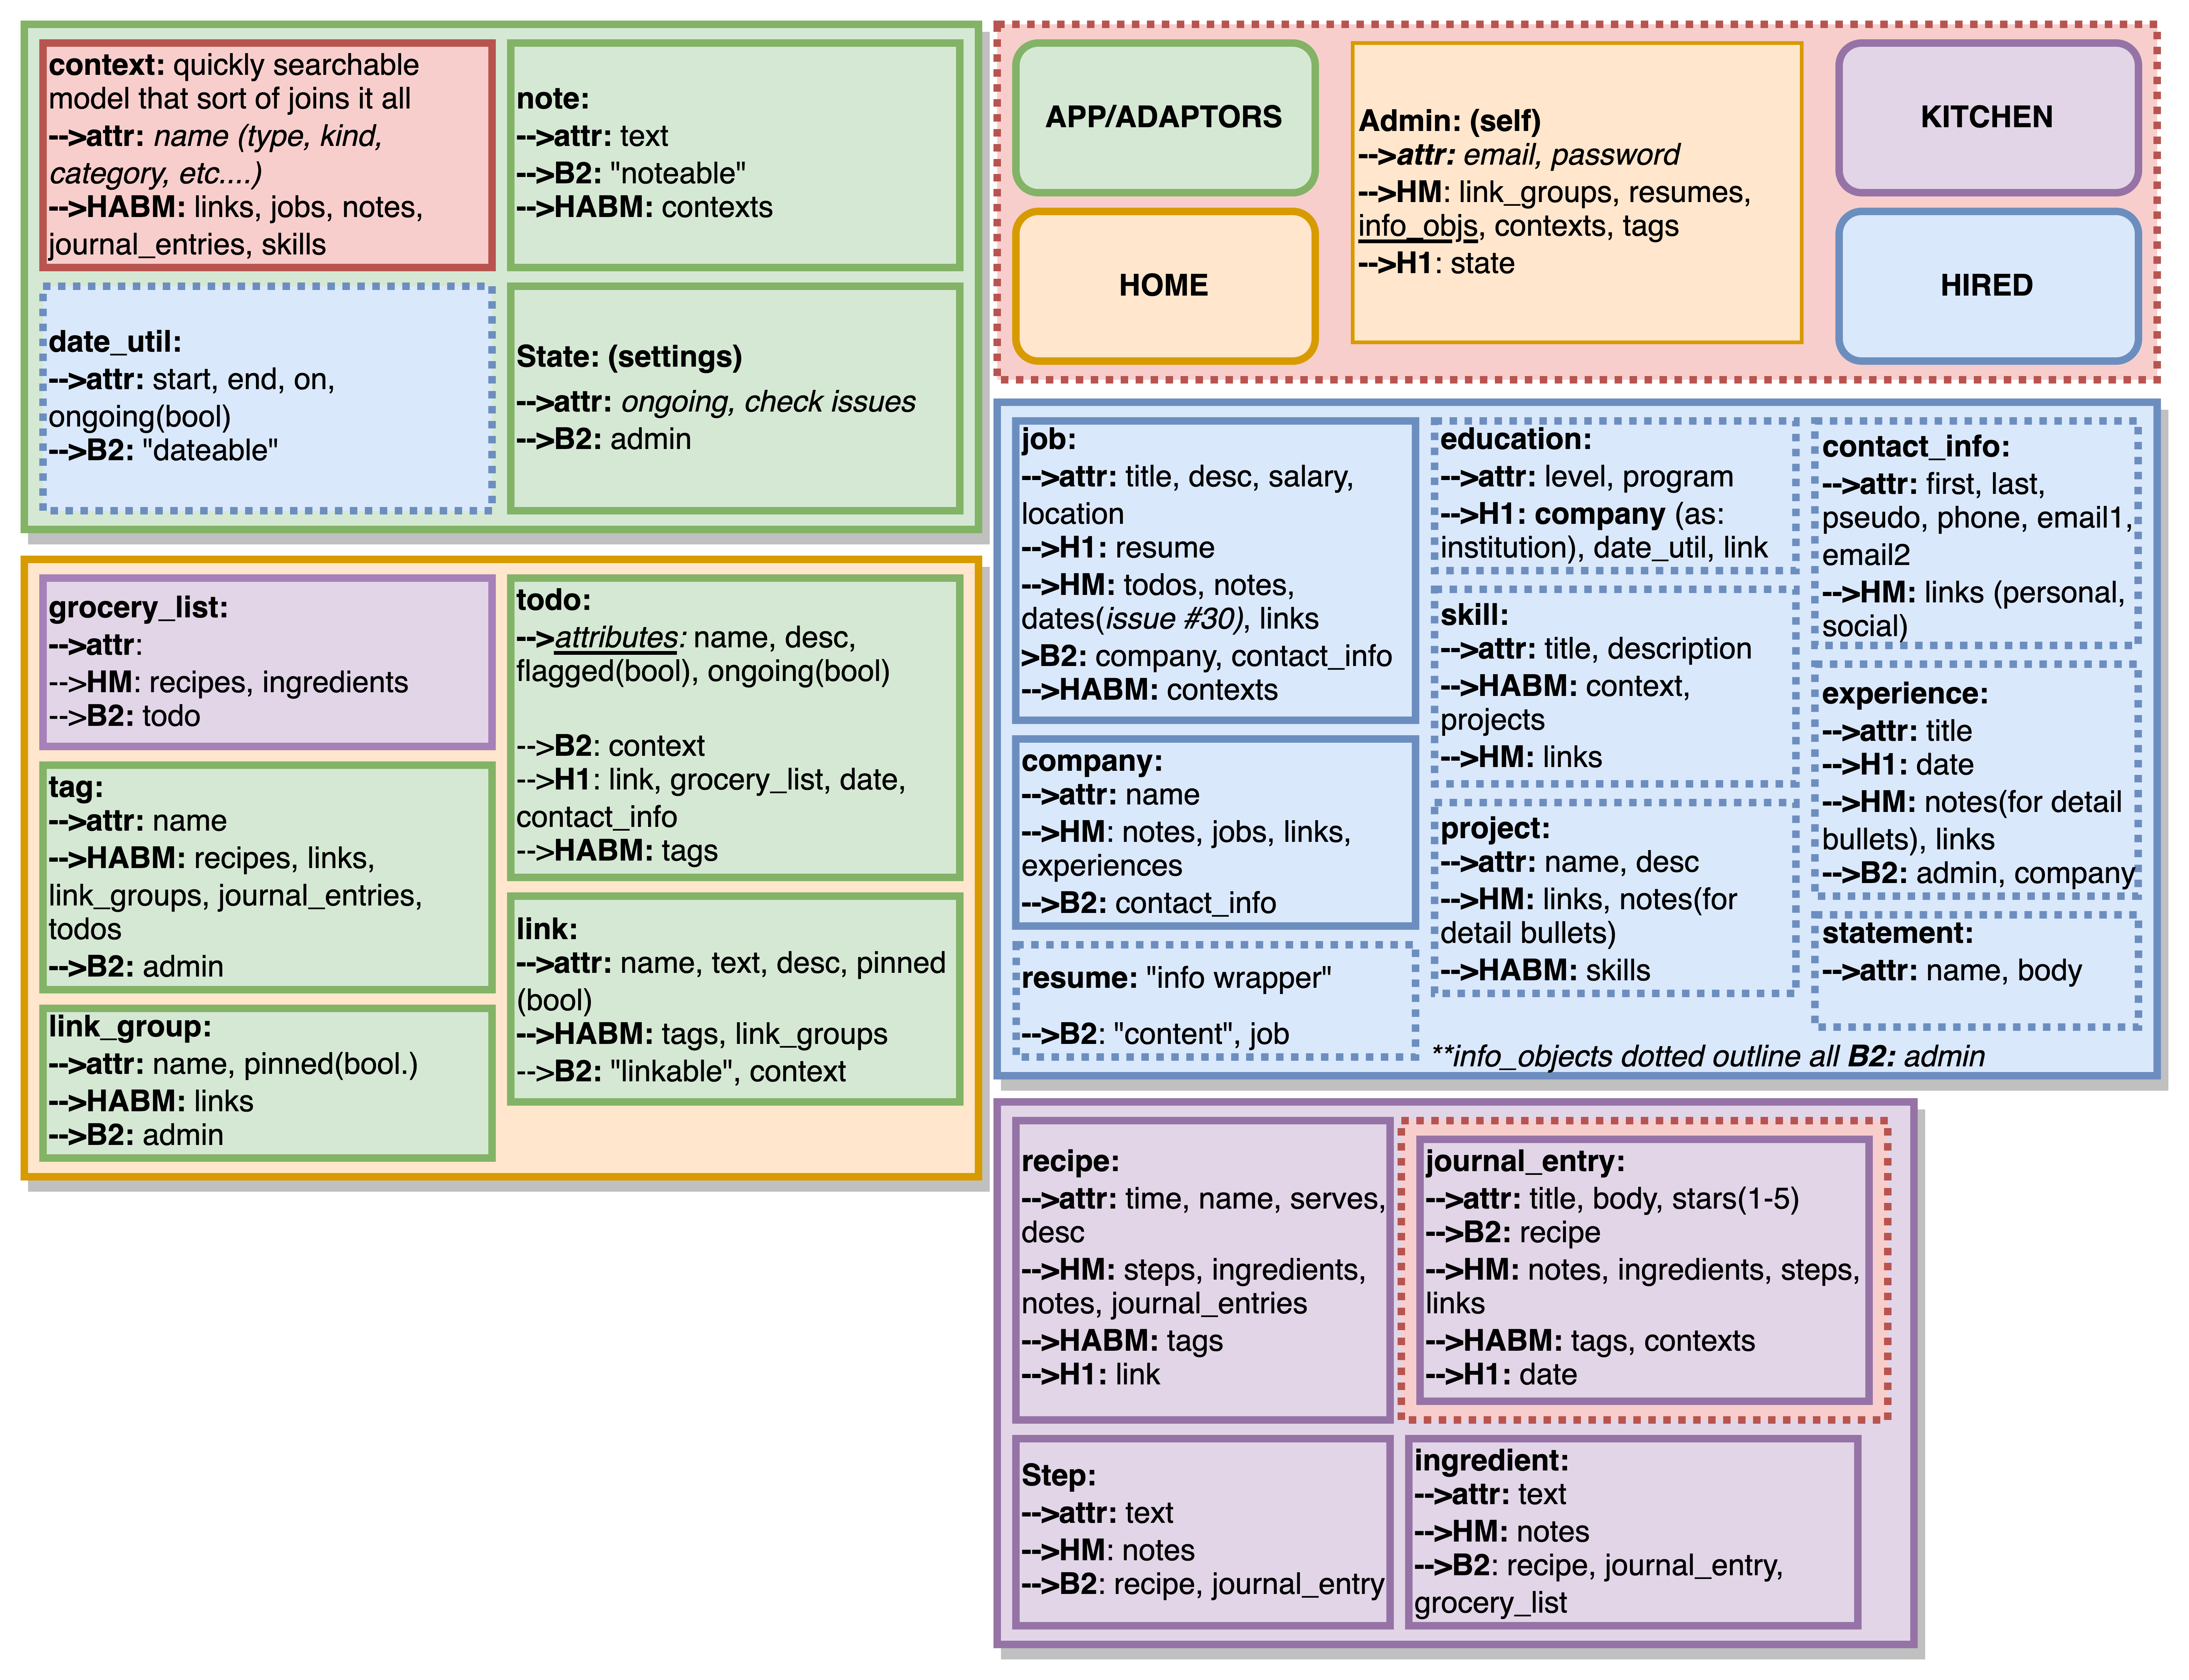 context: quickly searchable
model that sort of joins it all
-->attr: name (type, kind,
category, etc....)
-->HABM: links, jobs, notes,
journal_entries, skills
note:
-->attr: text
-->B2: "noteable"
-->HABM: contexts
date_util:
-->attr: start, end, on,
ongoing(bool)
-->B2: "dateable"
State: (settings)
-->attr: ongoing, check issues
-->B2: admin
APP/ADAPTORS
HOME
Admin: (self)
-->attr: email, password
-->HM: link_groups, resumes,
info_objs, contexts, tags
-->H1: state
KITCHEN
HIRED
grocery_list:
-->attr:
-->HM: recipes, ingredients
-->B2: todo
tag:
-->attr: name
-->HABM: recipes, links,
link_groups, journal_entries,
todos
-->B2: admin
link_group:
-->attr: name, pinned(bool.)
-->HABM: links
-->B2: admin
todo:
-->attributes: name, desc,
flagged(bool), ongoing(bool)
-->B2: context
-->H1: link, grocery_list, date,
contact_info
-->HABM: tags
link:
-->attr: name, text, desc, pinned
(bool)
-->HABM: tags, link_groups
-->B2: "linkable", context
job:
-->attr: title, desc, salary,
location
-->H1: resume
-->HM: todos, notes,
dates(issue #30), links
>B2: company, contact_info
-->HABM: contexts
company:
-->attr: name
-->HM: notes, jobs, links,
experiences
-->B2: contact_info
resume: "info wrapper"
-->B2: "content", job
education:
-->attr: level, program
-->H1: company (as:
institution), date_util, link
skill:
-->attr: title, description
-->HABM: context,
projects
-->HM: links
project:
-->attr: name, desc
-->HM: links, notes(for
detail bullets)
-->HABM: skills
contact_info:
-->attr: first, last,
pseudo, phone, email1,
email2
-->HM: links (personal,
social)
experience:
-->attr: title
-->H1: date
-->HM: notes(for detail
bullets), links
-->B2: admin, company
statement:
-->attr: name, body
**info_objects dotted outline all B2: admin
recipe:
-->attr: time, name, serves,
desc
-->HM: steps, ingredients,
notes, journal_entries
-->HABM: tags
-->H1: link
journal_entry:
-->attr: title, body, stars(1-5)
-->B2: recipe
-->HM: notes, ingredients, steps,
links
-->HABM: tags, contexts
-->H1: date
Step:
-->attr: text
-->HM: notes
-->B2: recipe, journal_entry
ingredient:
-->attr: text
-->HM: notes
-->B2: recipe, journal_entry,
grocery_list